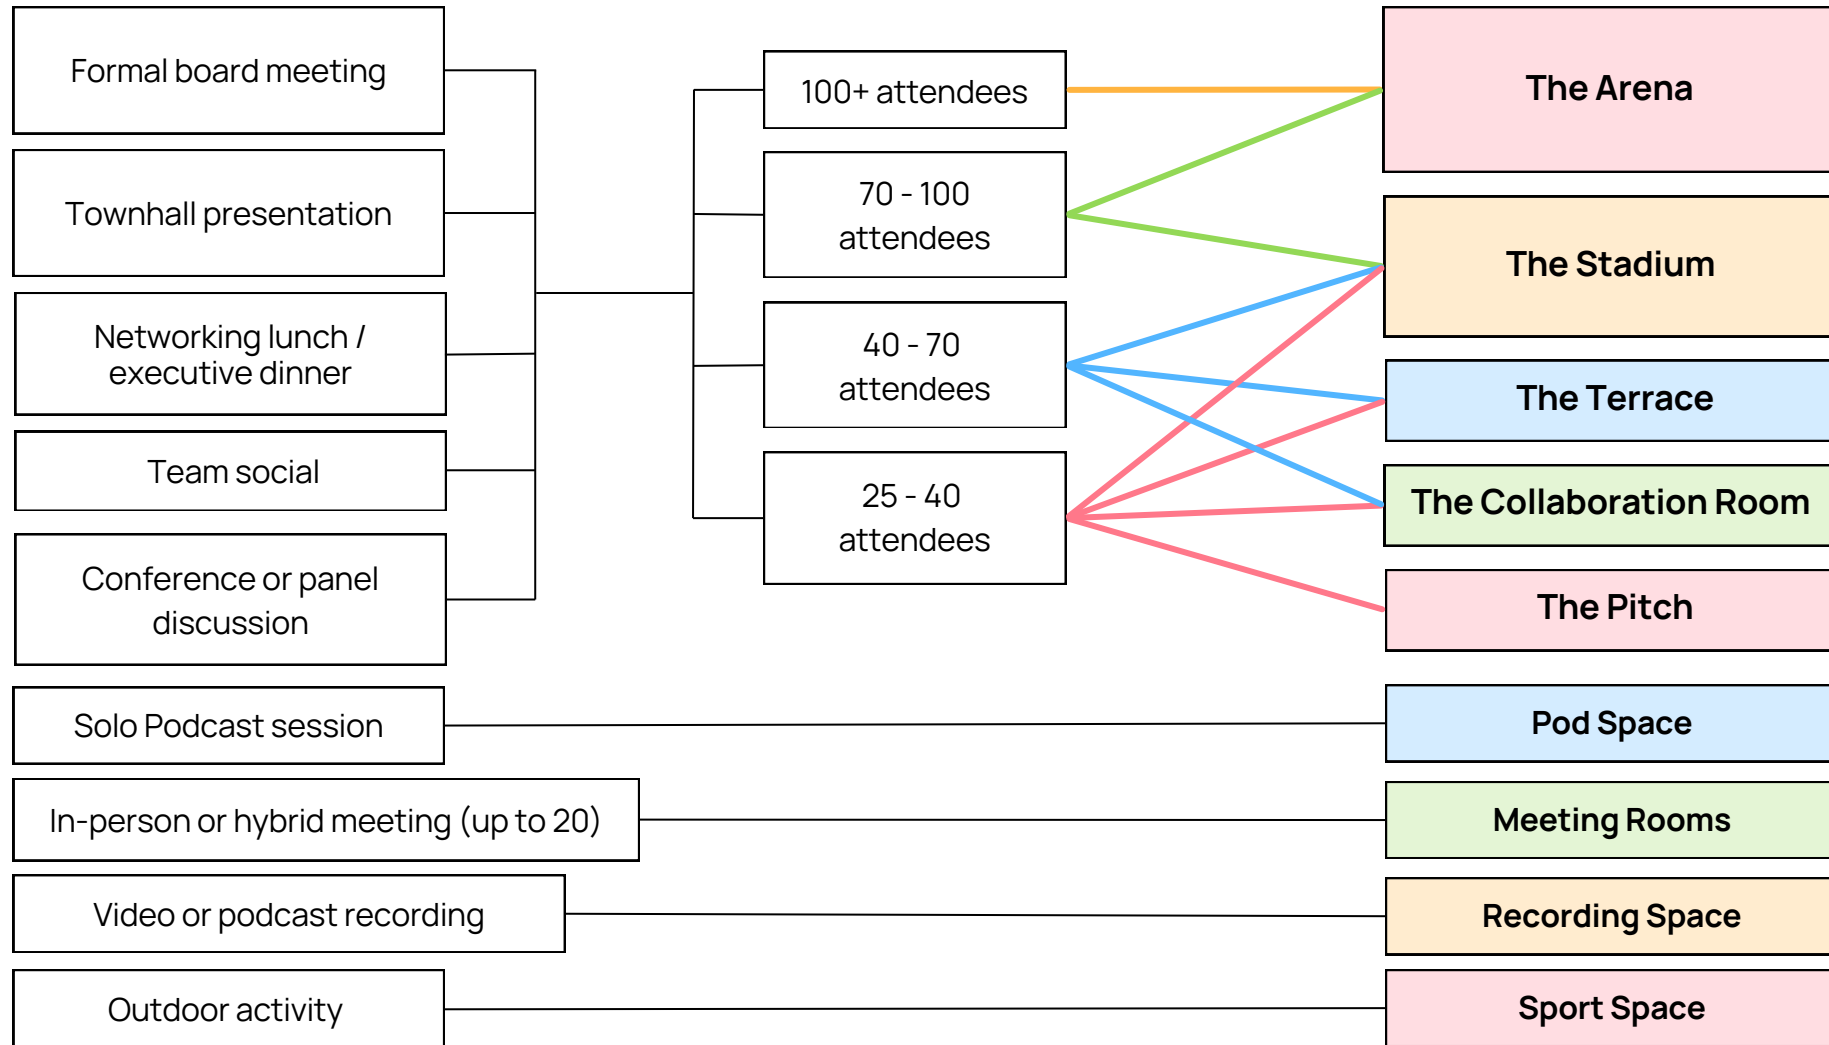 Formal board meeting
Townhall presentation
Networking lunch /
executive dinner
Team social
Conference or panel
discussion
Solo Podcast session
In-person or hybrid meeting (up to 20)
Video or podcast recording
Outdoor activity
100+ attendees
70 - 100
attendees
40 - 70
attendees
25 - 40
attendees
The Arena
The Stadium
The Terrace
The Collaboration Room
The Pitch
Pod Space
Meeting Rooms
Recording Space
Sport Space